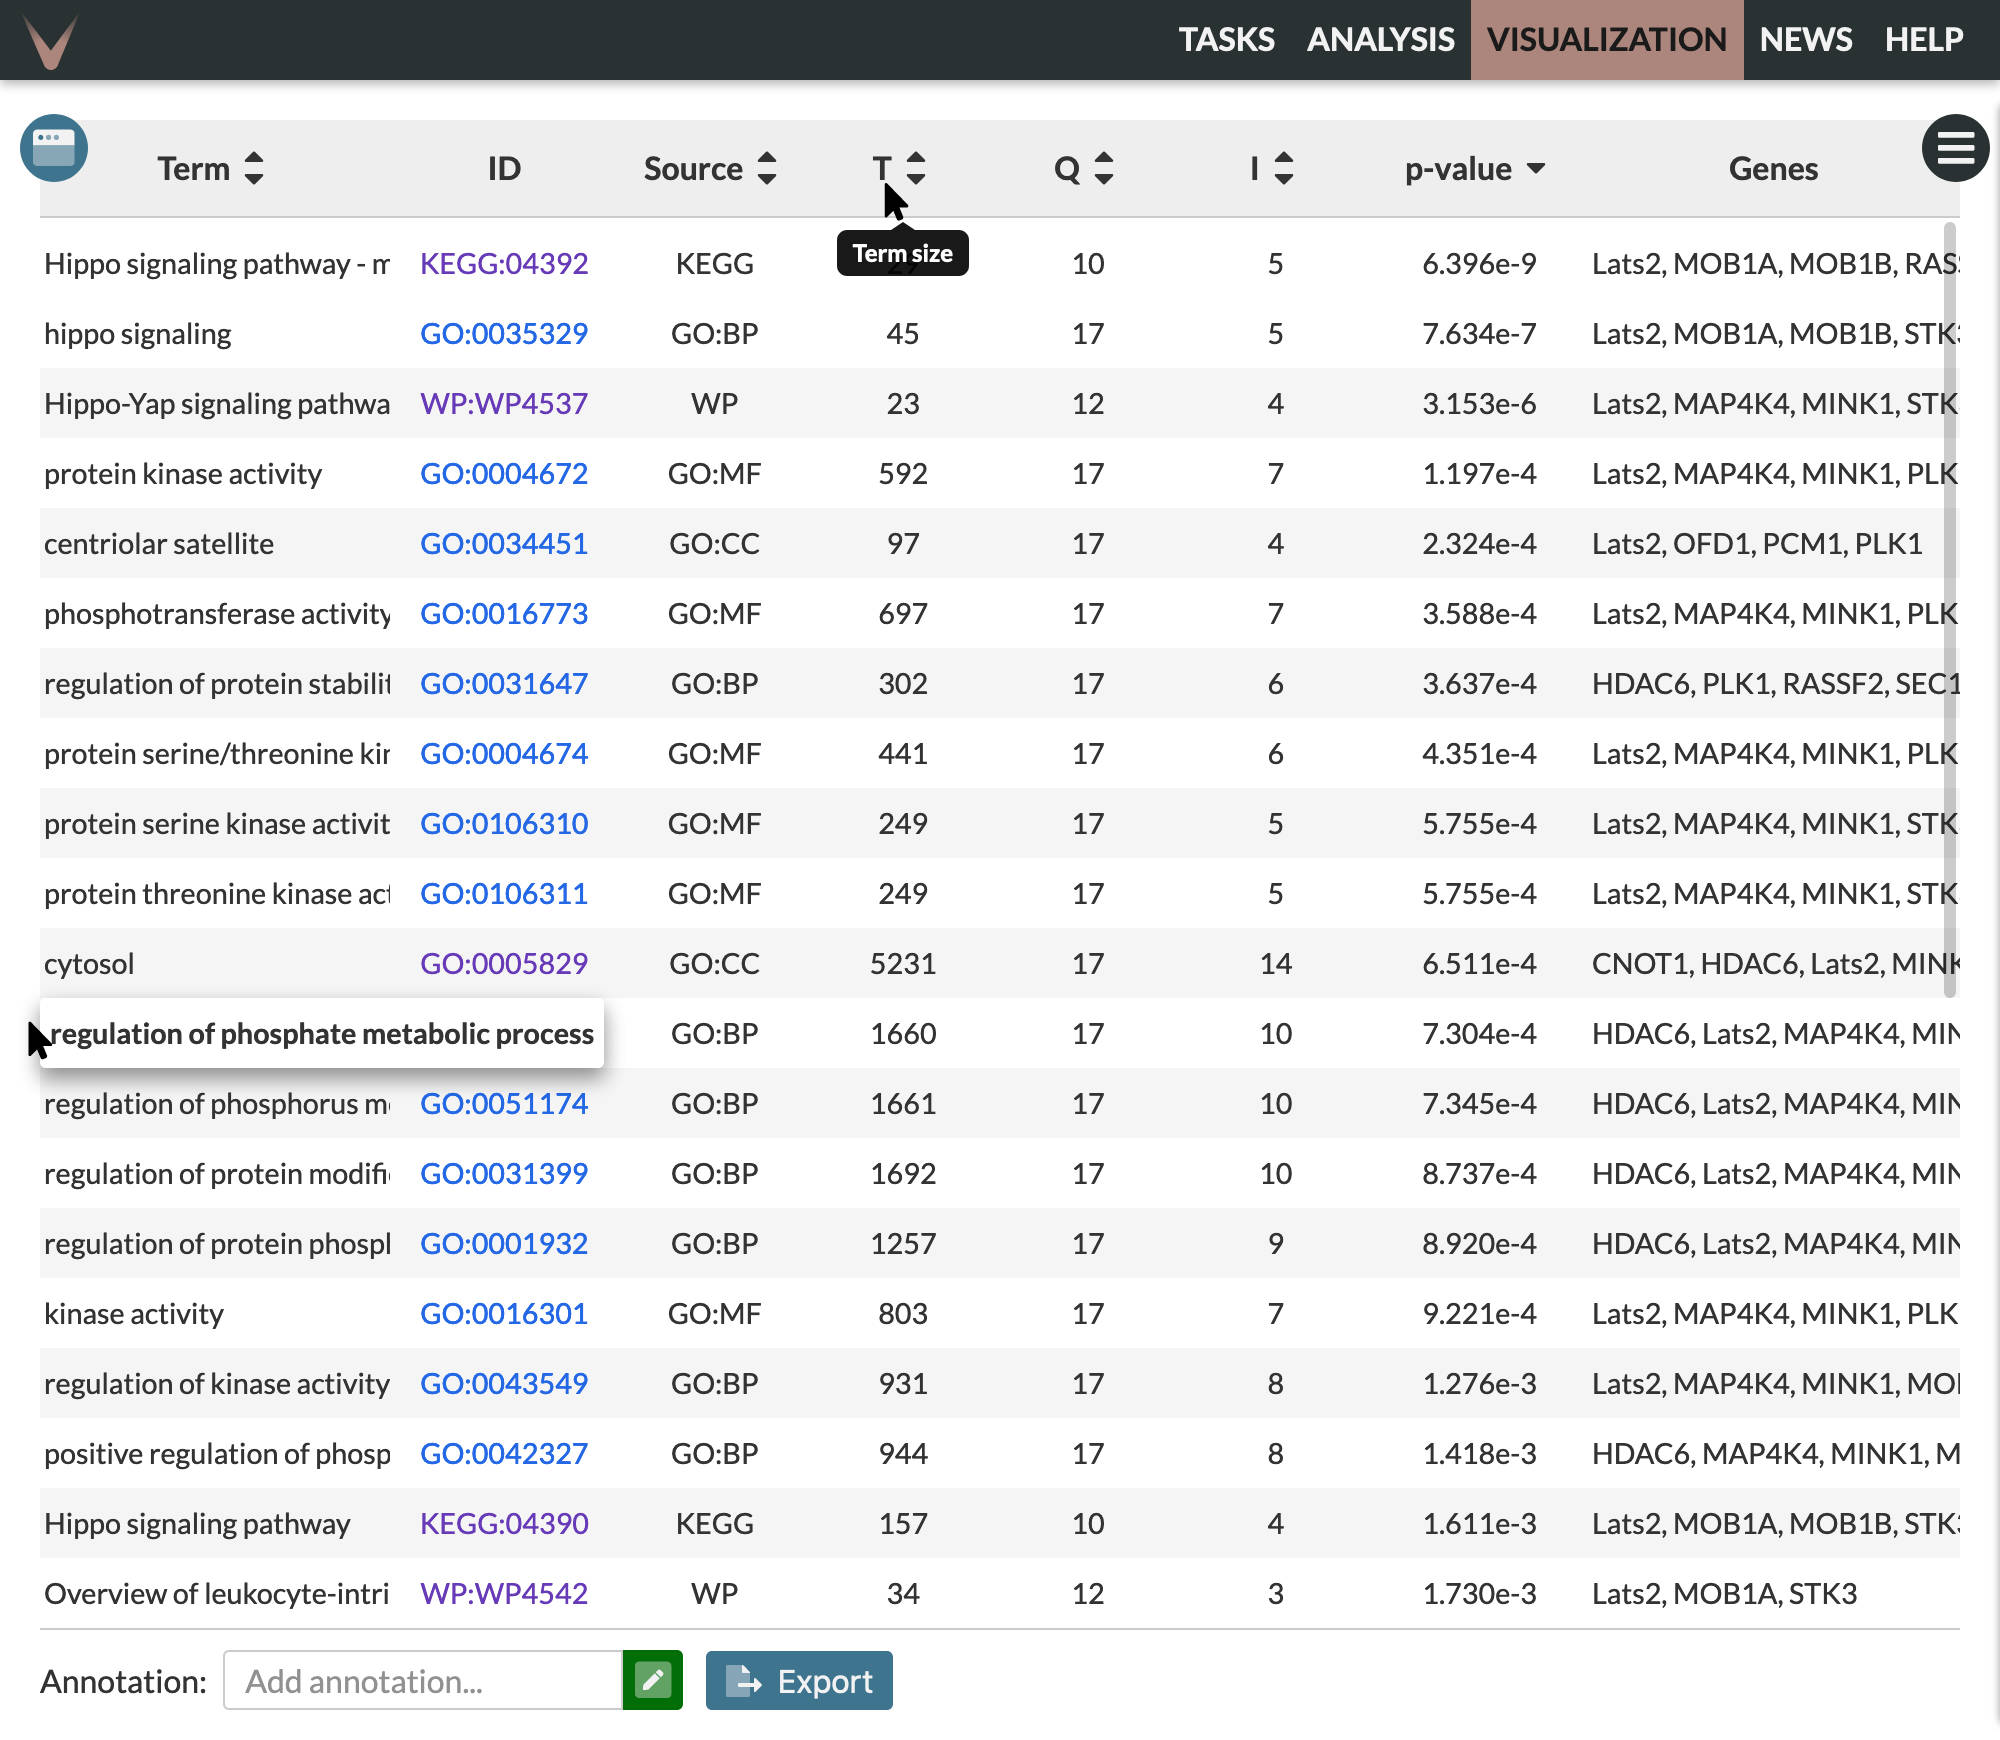 TASKS ANALYSIS VISUALIZATION NEWS HELP
Term ID Source T Q I p-value Genes
Term size
Hippo signaling pathway - m KEGG:04392 KEGG 10 5 6.396e-9 Lats2, MOB1A, MOB1B, RAS
hippo signaling GO:0035329 GO:BP 45 17 5 7.634e-7 Lats2, MOB1A, MOB1B, STK
Hippo-Yap signaling pathwa WP:WP4537 WP 23 12 4 3.153e-6 Lats2, MAP4K4, MINK1, STK
protein kinase activity GO:0004672 GO:MF 592 17 7 1.197e-4 Lats2, MAP4K4, MINK1, PLK
centriolar satellite GO:0034451 GO:CC 97 17 4 2.324e-4 Lats2, OFD1, PCM1, PLK1
phosphotransferase activity GO:0016773 GO:MF 697 17 7 3.588e-4 Lats2, MAP4K4, MINK1, PLK
regulation of protein stabilit GO:0031647 GO:BP 302 17 6 3.637e-4 HDAC6, PLK1, RASSF2, SEC1
protein serine/threonine kin GO:0004674 GO:MF 441 17 6 4.351e-4 Lats2, MAP4K4, MINK1, PLK
protein serine kinase activit GO:0106310 GO:MF 249 17 5 5.755e-4 Lats2, MAP4K4, MINK1, STK
protein threonine kinase act GO:0106311 GO:MF 249 17 5 5.755e-4 Lats2, MAP4K4, MINK1, STK
cytosol GO:0005829 GO:CC 5231 17 14 6.511e-4 CNOT1, HDAC6, Lats2, MINK
regulation of phosphate metabolic process GO:BP 1660 17 10 7.304e-4 HDAC6, Lats2, MAP4K4, MIN
regulation of phosphorus m GO:0051174 GO:BP 1661 17 10 7.345e-4 HDAC6, Lats2, MAP4K4, MIN
regulation of protein modifi GO:0031399 GO:BP 1692 17 10 8.737e-4 HDAC6, Lats2, MAP4K4, MIN
regulation of protein phospl GO:0001932 GO:BP 1257 17 9 8.920e-4 HDAC6, Lats2, MAP4K4, MIN
kinase activity GO:0016301 GO:MF 803 17 7 9.221e-4 Lats2, MAP4K4, MINK1, PLK
regulation of kinase activity GO:0043549 GO:BP 931 17 8 1.276e-3 Lats2, MAP4K4, MINK1, MO
positive regulation of phosp GO:0042327 GO:BP 944 17 8 1.418e-3 HDAC6, MAP4K4, MINK1, M
Hippo signaling pathway KEGG:04390 KEGG 157 10 4 1.611e-3 Lats2, MOB1A, MOB1B, STK
Overview of leukocyte-intri WP:WP4542 WP 34 12 3 1.730e-3 Lats2, MOB1A, STK3
Annotation: Add annotation... Export